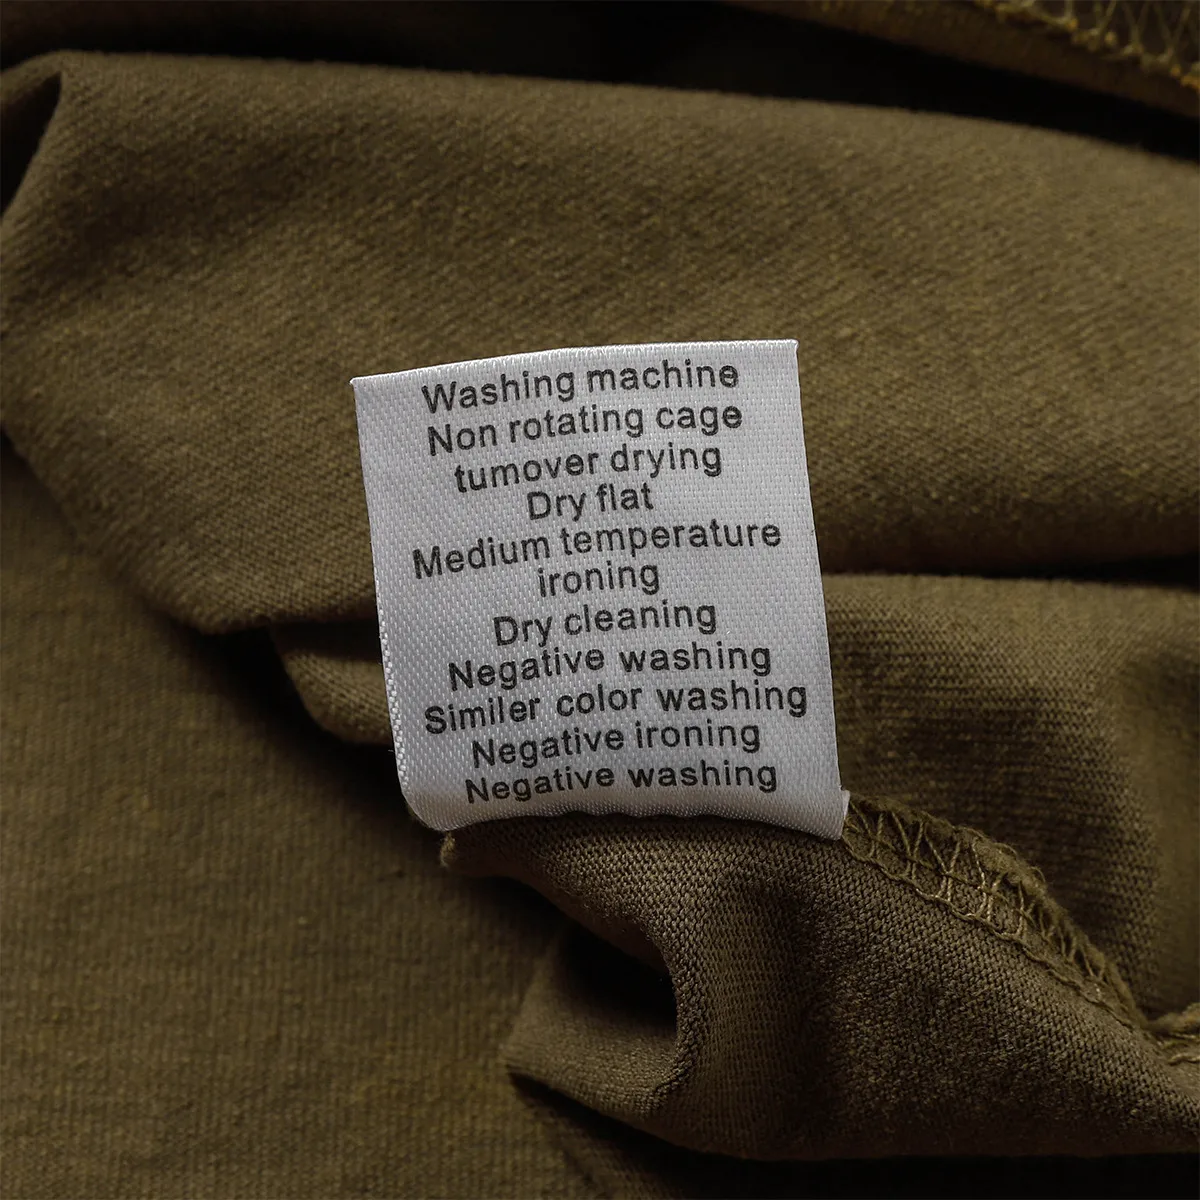 Washing machine
Non rotating cage
tumover drying
Dry flat
Medium temperature
ironing
Dry cleaning
Negative washing
Similer color washing
Negative ironing
Negative washing